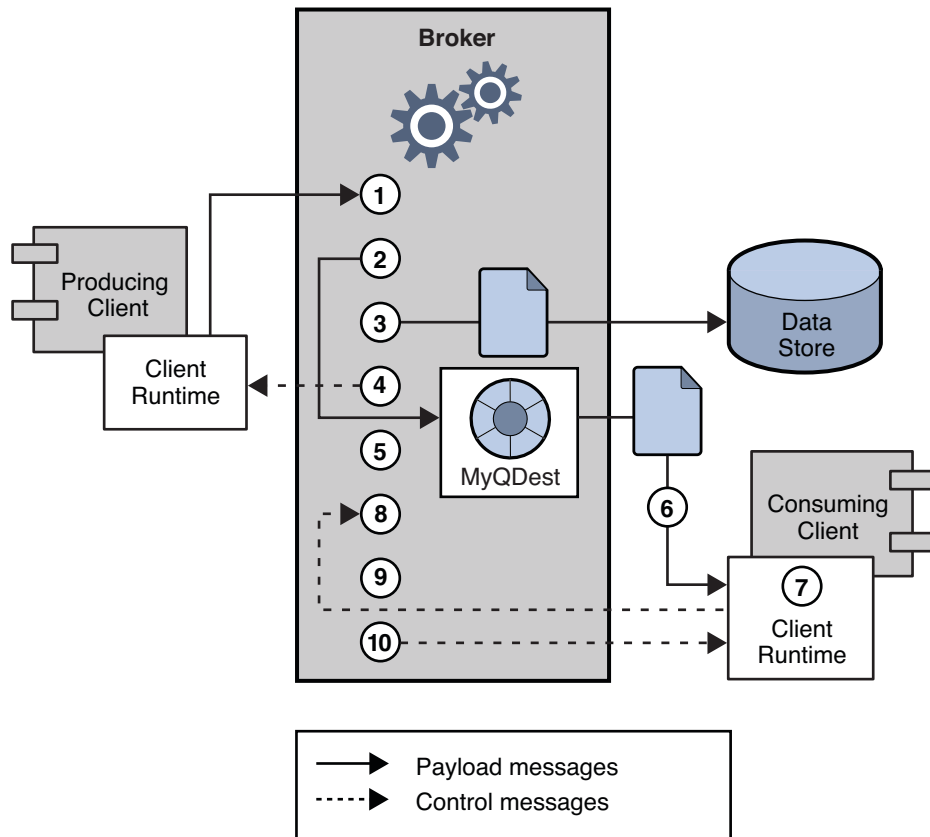 Broker
1
Producing
Client
2
3
Data
Store
Client
Runtime
4
5
MyQDest
6
Consuming
Client
8
9
7
Client
Runtime
10
Payload messages
Control messages